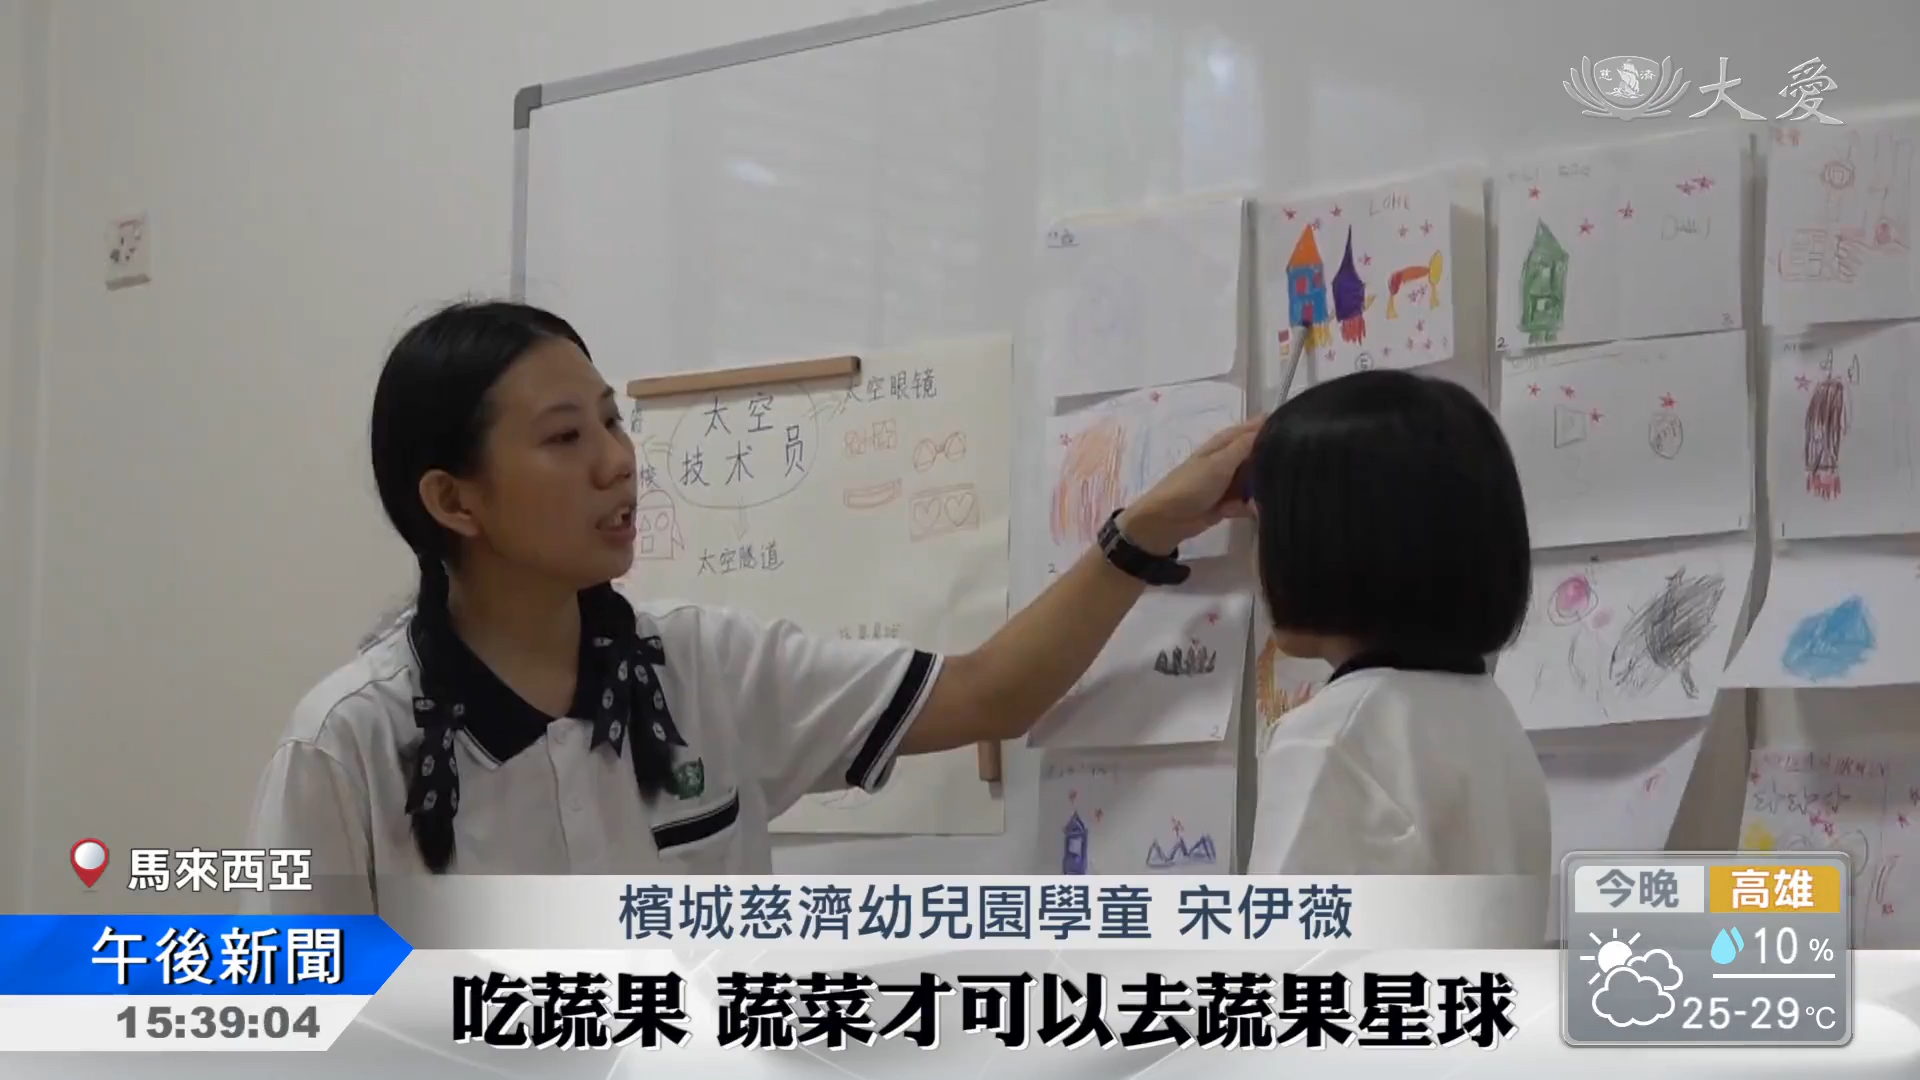 慈濟
大愛
LOHE
太空眼镜
太空
技术员
太空隧道
馬來西亞
檳城慈濟幼兒園學童 宋伊薇
午後新聞
吃蔬果 蔬菜才可以去蔬果星球
15:39:04
今晚
高雄
10%
25-29°C